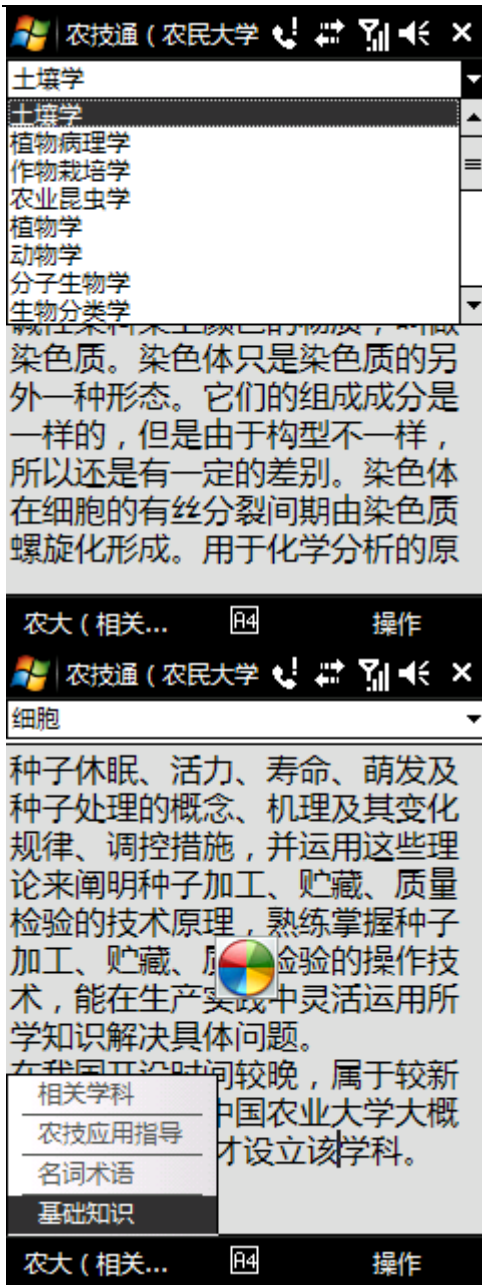 农技通（农民大学
土壤学
土壤学
植物病理学
作物栽培学
农业昆虫学
植物学
动物学
分子生物学
生物分类学
染色质。染色体只是染色质的另
外一种形态。它们的组成成分是
一样的，但是由于构型不一样，
所以还是有一定的差别。染色体
在细胞的有丝分裂间期由染色质
螺旋化形成。用于化学分析的原
农大（相关...
A4
操作
农技通（农民大学
细胞
种子休眠、活力、寿命、萌发及
种子处理的概念、机理及其变化
规律、调控措施，并运用这些理
论来阐明种子加工、贮藏、质量
检验的技术原理，熟练掌握种子
加工、贮藏、检验的操作技
术，能在生产实践中灵活运用所
学知识解决具体问题。
时间较晚，属于较新
中国农业大学大概
才设立该学科。
相关学科
农技应用指导
名词术语
基础知识
农大（相关...
A4
操作